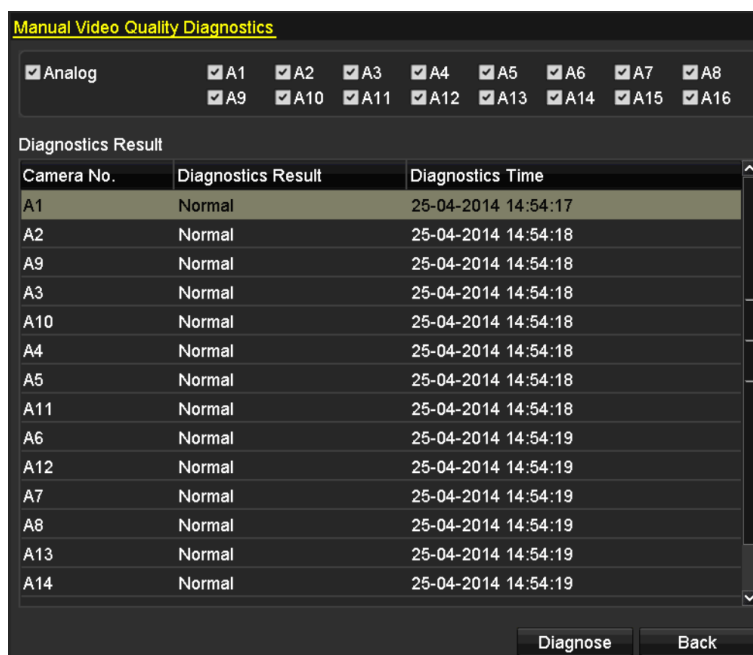 Manual Video Quality Diagnostics
Analog A1 A2 A3 A4 A5 A6 A7 A8
A9 A10 A11 A12 A13 A14 A15 A16
Diagnostics Result
Camera No. Diagnostics Result Diagnostics Time
A1 Normal 25-04-2014 14:54:17
A2 Normal 25-04-2014 14:54:18
A9 Normal 25-04-2014 14:54:18
A3 Normal 25-04-2014 14:54:18
A10 Normal 25-04-2014 14:54:18
A4 Normal 25-04-2014 14:54:18
A5 Normal 25-04-2014 14:54:18
A11 Normal 25-04-2014 14:54:18
A6 Normal 25-04-2014 14:54:19
A12 Normal 25-04-2014 14:54:19
A7 Normal 25-04-2014 14:54:19
A8 Normal 25-04-2014 14:54:19
A13 Normal 25-04-2014 14:54:19
A14 Normal 25-04-2014 14:54:19
Diagnose Back